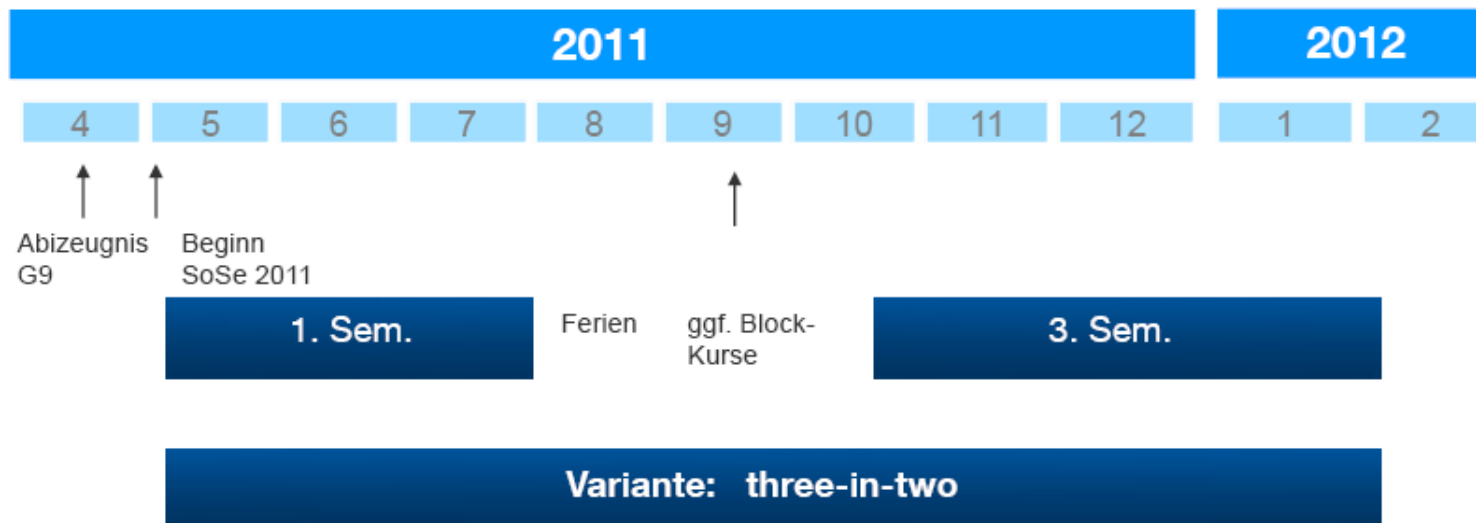 2011 2012
4 5 6 7 8 9 10 11 12 1 2
Abizeugnis Beginn
G9 SoSe 2011
1. Sem. Ferien ggf. Block- 3. Sem.
Kurse
Variante: three-in-two